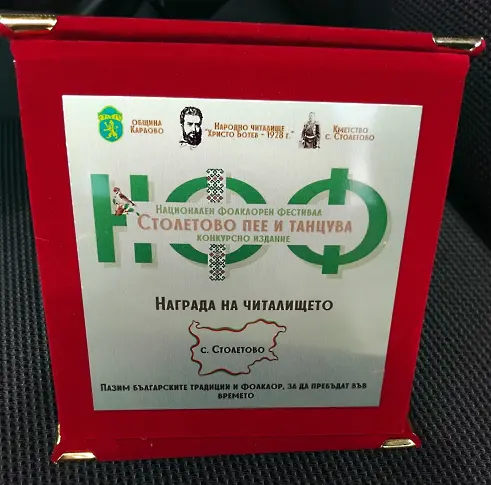 Община
Карлово
Народно читалище
"Христо Ботев - 1928 г."
Кметство
с. Столетово
НФФ
Национален фолклорен фестивал
Столетово пее и танцува
конкурсно издание
Награда на читалището
с. Столетово
Пазим българските традиции и фолклор, за да пребъдат във
времето